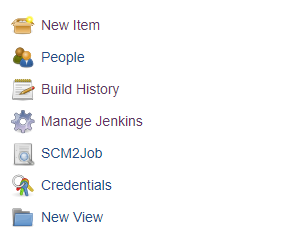 New Item
People
Build History
Manage Jenkins
SCM2Job
Credentials
New View